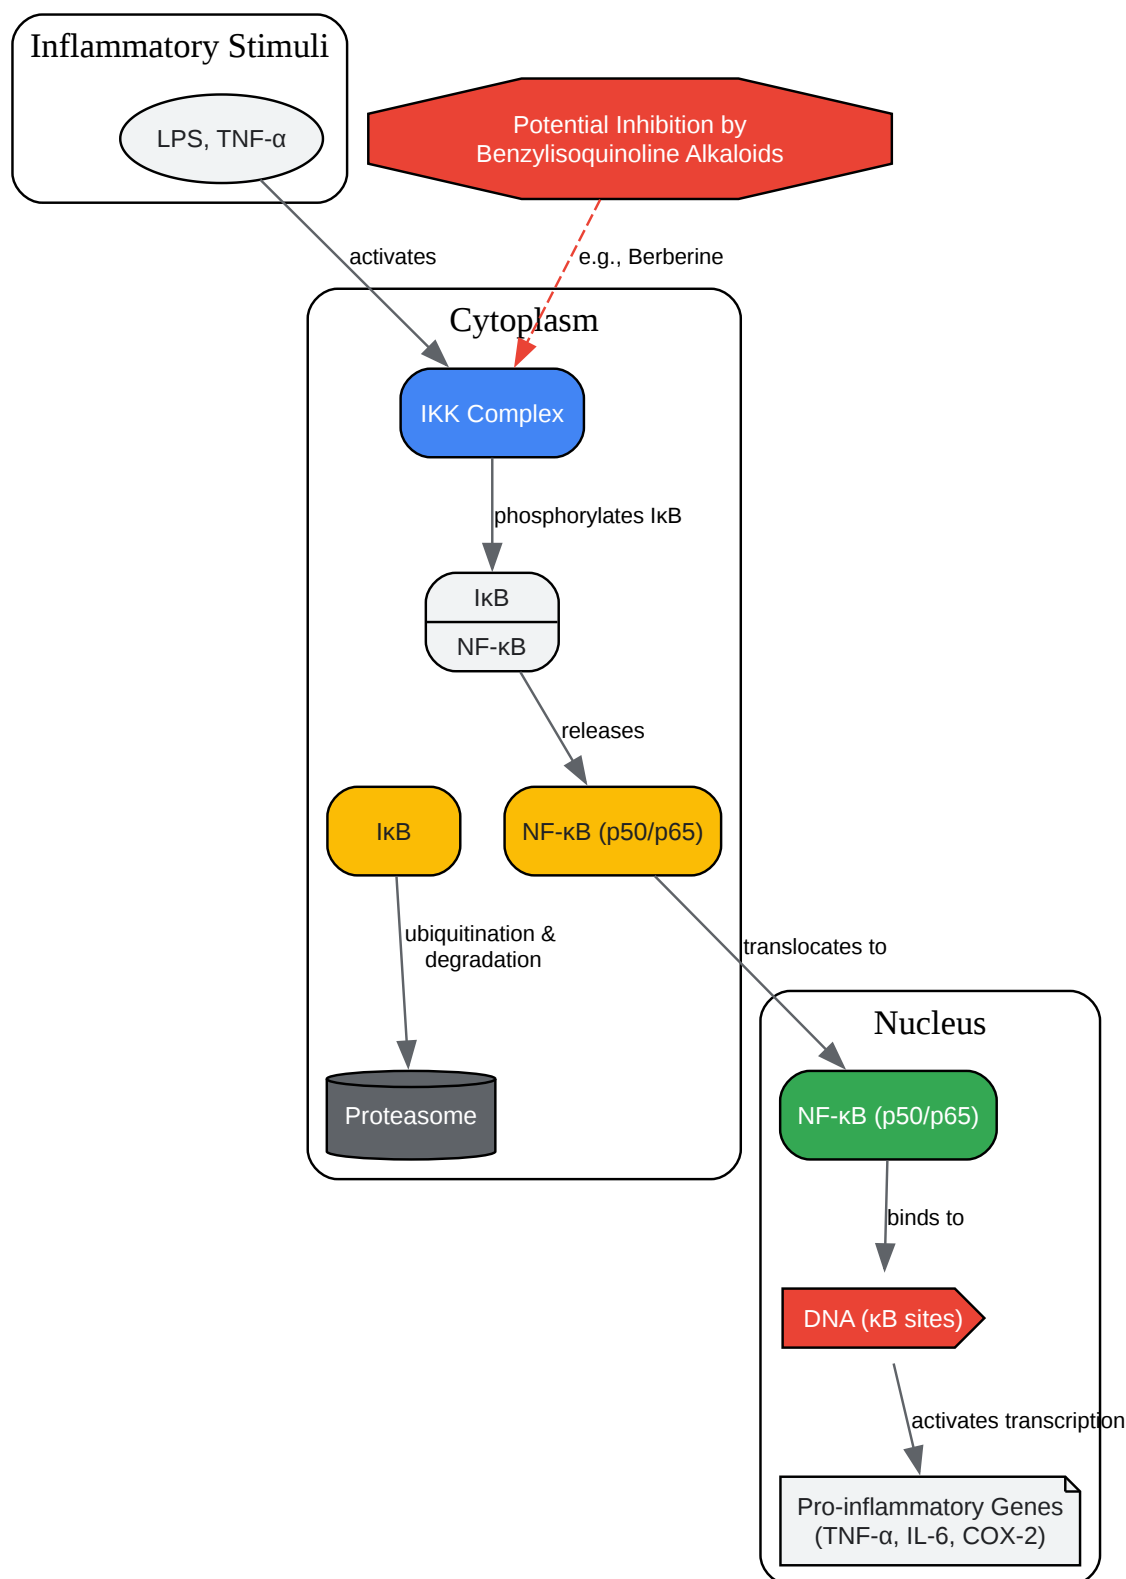 Inflammatory Stimuli
LPS, TNF-α
Potential Inhibition by
Benzylisoquinoline Alkaloids
activates
e.g., Berberine
Cytoplasm
IKK Complex
phosphorylates IκB
IκB
NF-κB
releases
IκB
NF-κB (p50/p65)
ubiquitination &
degradation
translocates to
Nucleus
Proteasome
NF-κB (p50/p65)
binds to
DNA (κB sites)
activates transcription
Pro-inflammatory Genes
(TNF-α, IL-6, COX-2)